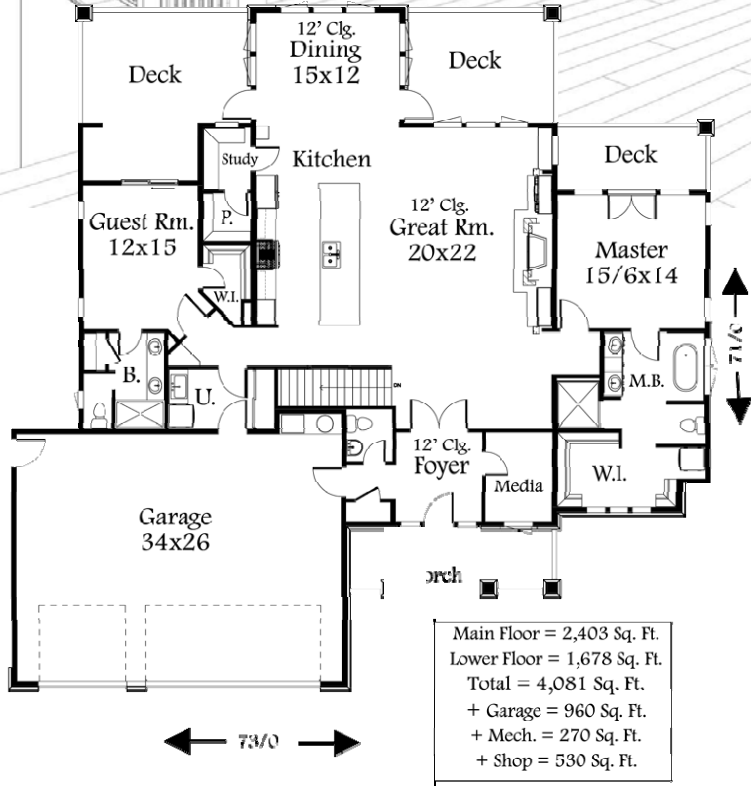 12' Clg.
Dining
15x12
Deck
Deck
Study
Kitchen
Deck
P.
Guest Rm.
12x15
12' Clg.
Great Rm.
20x22
Master
15/6x14
W.I.
71/6
B.
U.
DN
M.B.
12' Clg.
Foyer
Media
W.I.
Garage
34x26
orch
Main Floor = 2,403 Sq. Ft.
Lower Floor = 1,678 Sq. Ft.
Total = 4,081 Sq. Ft.
+ Garage = 960 Sq. Ft.
+ Mech. = 270 Sq. Ft.
+ Shop = 530 Sq. Ft.
73/0